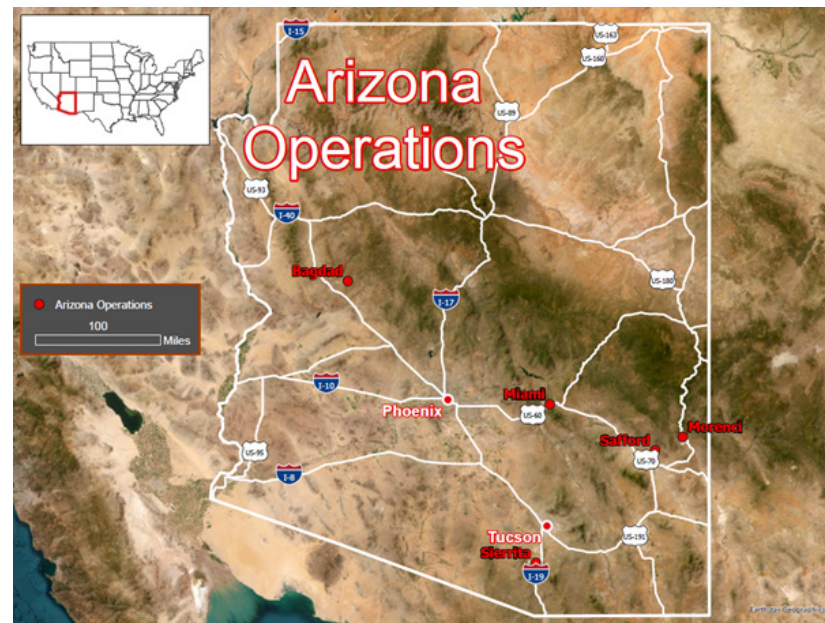 I-15
US-163
US-160
Arizona
Operations
US-89
US-93
I-40
Bagdad
US-180
Arizona Operations
100
Miles
I-17
I-10
Miami
Phoenix
US-60
Morenci
Safford
US-70
US-95
I-8
Tucson
Sierrita
US-191
I-19